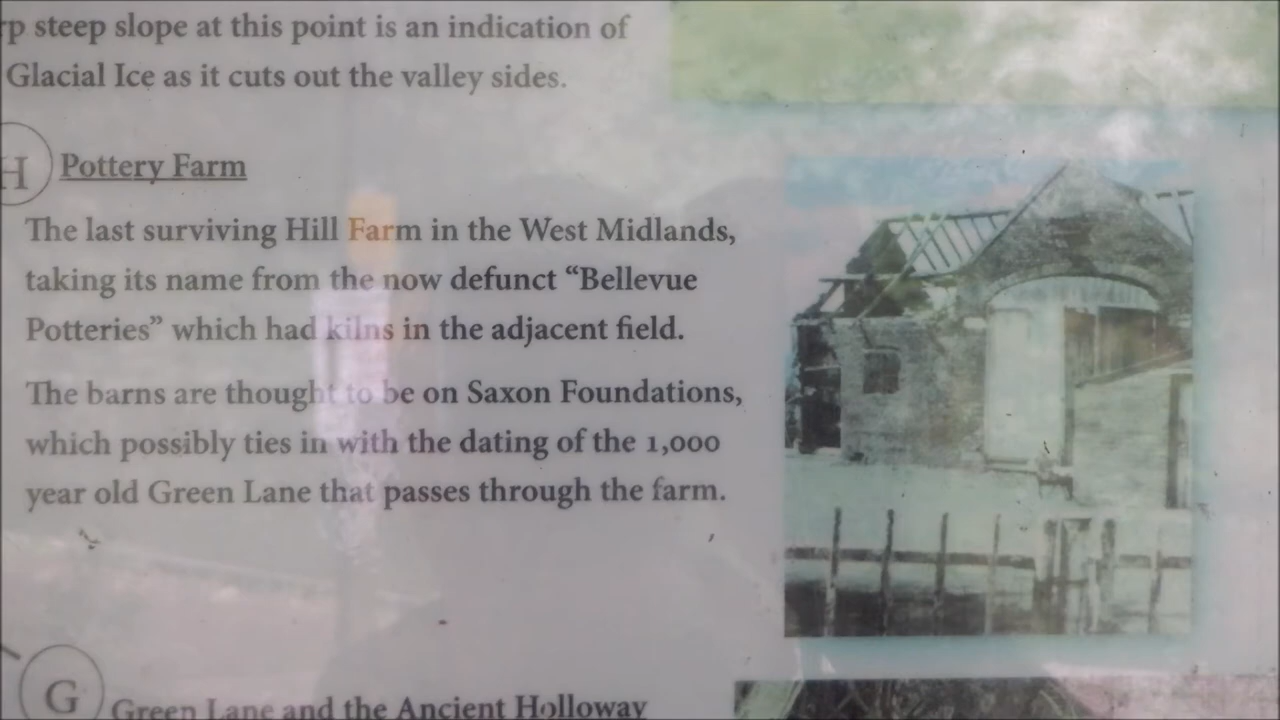 steep slope at this point is an indication of
Glacial Ice as it cuts out the valley sides.
H Pottery Farm
The last surviving Hill Farm in the West Midlands,
taking its name from the now defunct “Bellevue
Potteries” which had kilns in the adjacent field.
The barns are thought to be on Saxon Foundations,
which possibly ties in with the dating of the 1,000
year old Green Lane that passes through the farm.
G Green Lane and the Ancient Holloway